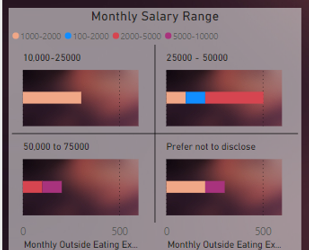 Monthly Salary Range
1000-2000 100-2000 2000-5000 5000-10000
10,000-25000 25000 - 50000
50,000 to 75000 Prefer not to disclose
0 500 0 500
Monthly Outside Eating Ex... Monthly Outside Eating Ex...